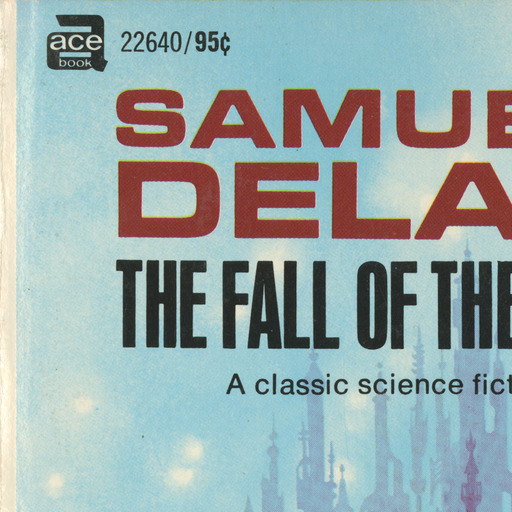 ace
book
22640/95¢
SAMUE
DELA
THE FALL OF THE
A classic science fict